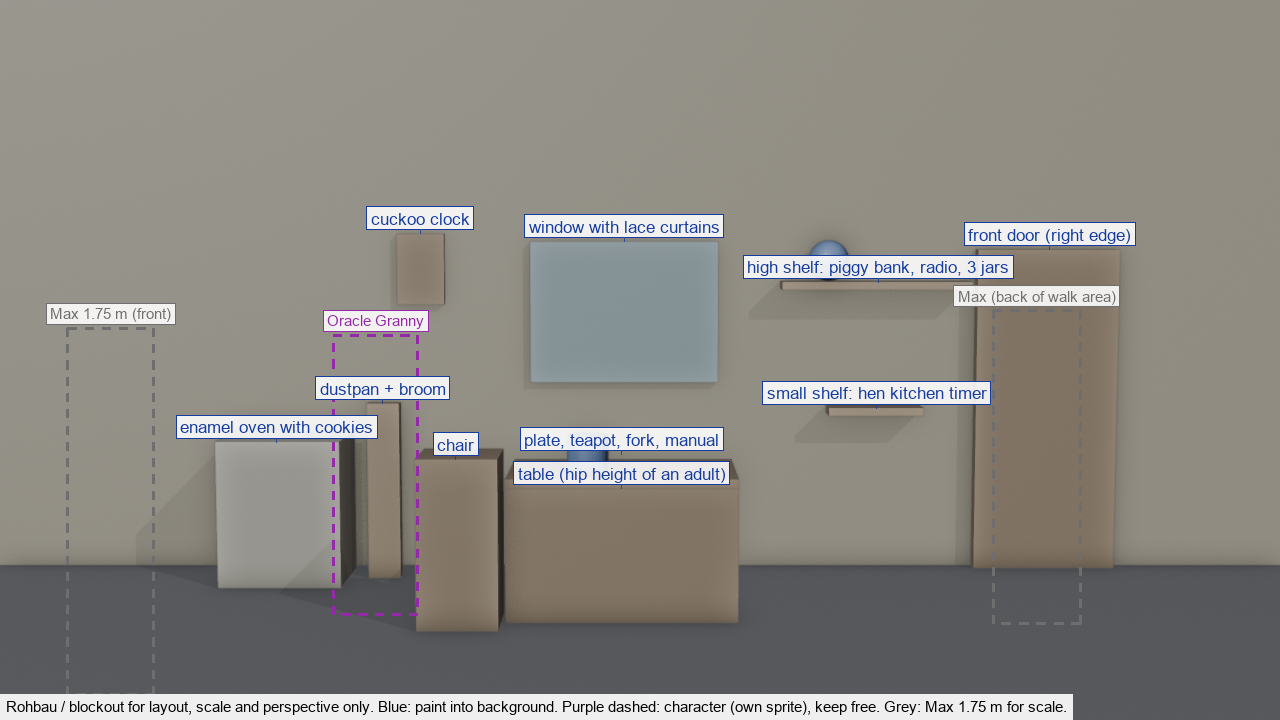 cuckoo clock
window with lace curtains
front door (right edge)
high shelf: piggy bank, radio, 3 jars
Max (back of walk area)
Max 1.75 m (front)
Oracle Granny
dustpan + broom
small shelf: hen kitchen timer
enamel oven with cookies
chair
plate, teapot, fork, manual
table (hip height of an adult)
Rohbau / blockout for layout, scale and perspective only. Blue: paint into background. Purple dashed: character (own sprite), keep free. Grey: Max 1.75 m for scale.